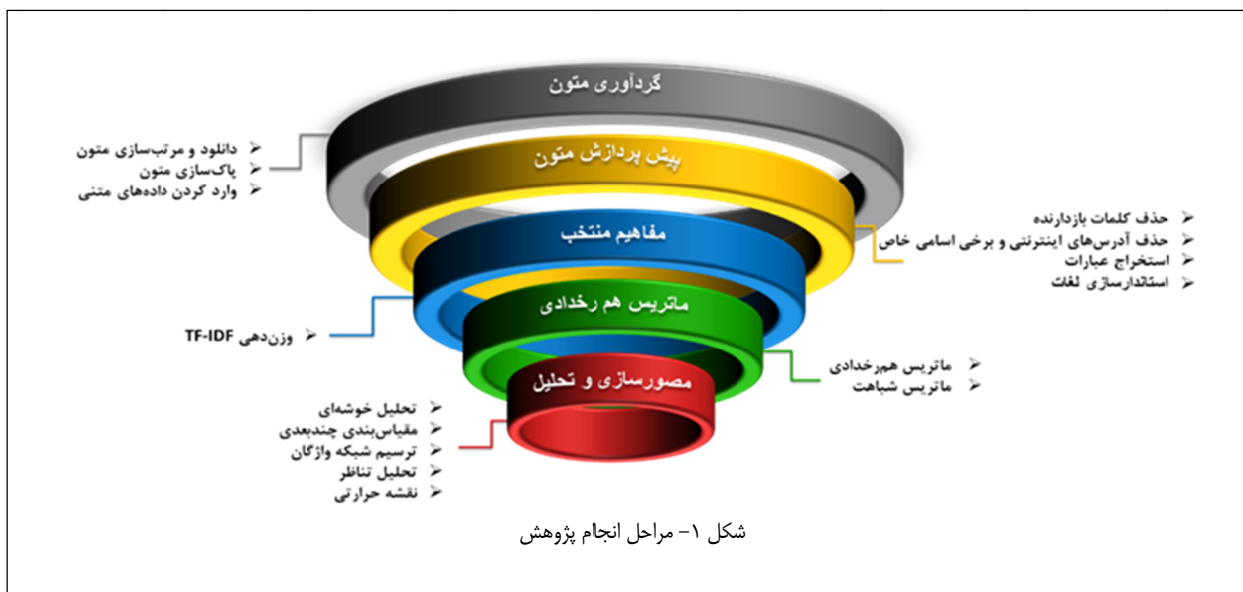 گردآوری متون
دانلود و مرتب‌سازی متون
پاک‌سازی متون
وارد کردن داده‌های متنی
پیش پردازش متون
حذف کلمات بازدارنده
حذف آدرس‌های اینترنتی و برخی اسامی خاص
استخراج عبارات
استاندارسازی لغات
مفاهیم منتخب
وزن‌دهی TF-IDF
ماتریس هم رخدادی
ماتریس هم‌رخدادی
ماتریس شباهت
مصورسازی و تحلیل
تحلیل خوشه‌ای
مقیاس‌بندی چندبعدی
ترسیم شبکه واژگان
تحلیل تناظر
نقشه حرارتی
شکل ۱- مراحل انجام پژوهش